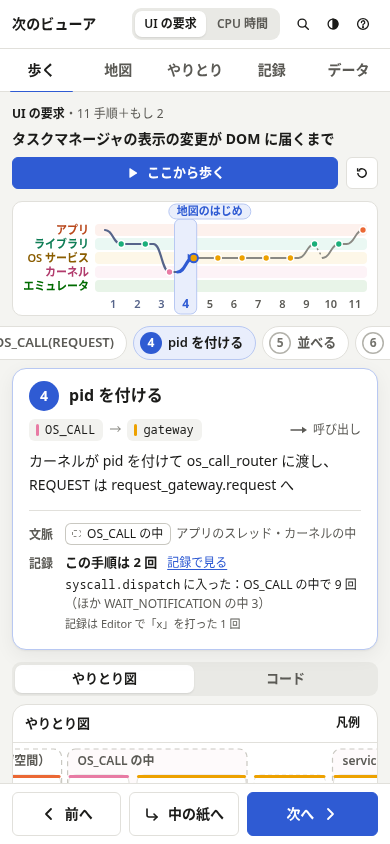 次のビューア UI の要求 CPU 時間
歩く 地図 やりとり 記録 データ
UI の要求・11 手順＋もし 2
タスクマネージャの表示の変更が DOM に届くまで
ここから歩く
地図のはじめ
アプリ
ライブラリ
OS サービス
カーネル
エミュレータ
1 2 3 4 5 6 7 8 9 10 11
OS_CALL(REQUEST) 4 pid を付ける 5 並べる 6
4 pid を付ける
OS_CALL → gateway 呼び出し
カーネルが pid を付けて os_call_router に渡し、
REQUEST は request_gateway.request へ
文脈 OS_CALL の中 アプリのスレッド・カーネルの中
記録 この手順は 2 回 記録で見る
syscall.dispatch に入った：OS_CALL の中で 9 回
（ほか WAIT_NOTIFICATION の中 3）
記録は Editor で「x」を打った 1 回
やりとり図 コード
やりとり図 凡例
空間） OS_CALL の中 servic
前へ 中の紙へ 次へ